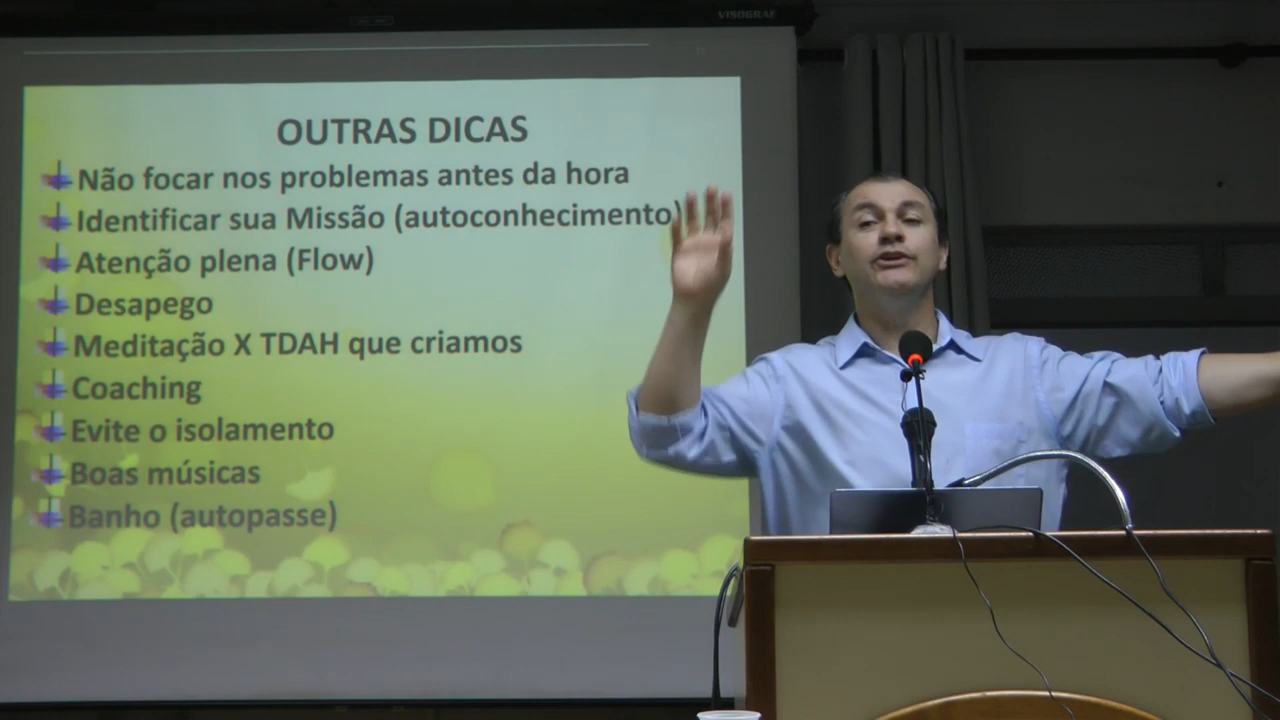 VISOGRAF
OUTRAS DICAS
Não focar nos problemas antes da hora
Identificar sua Missão (autoconhecimento)
Atenção plena (Flow)
Desapego
Meditação X TDAH que criamos
Coaching
Evite o isolamento
Boas músicas
Banho (autopasse)